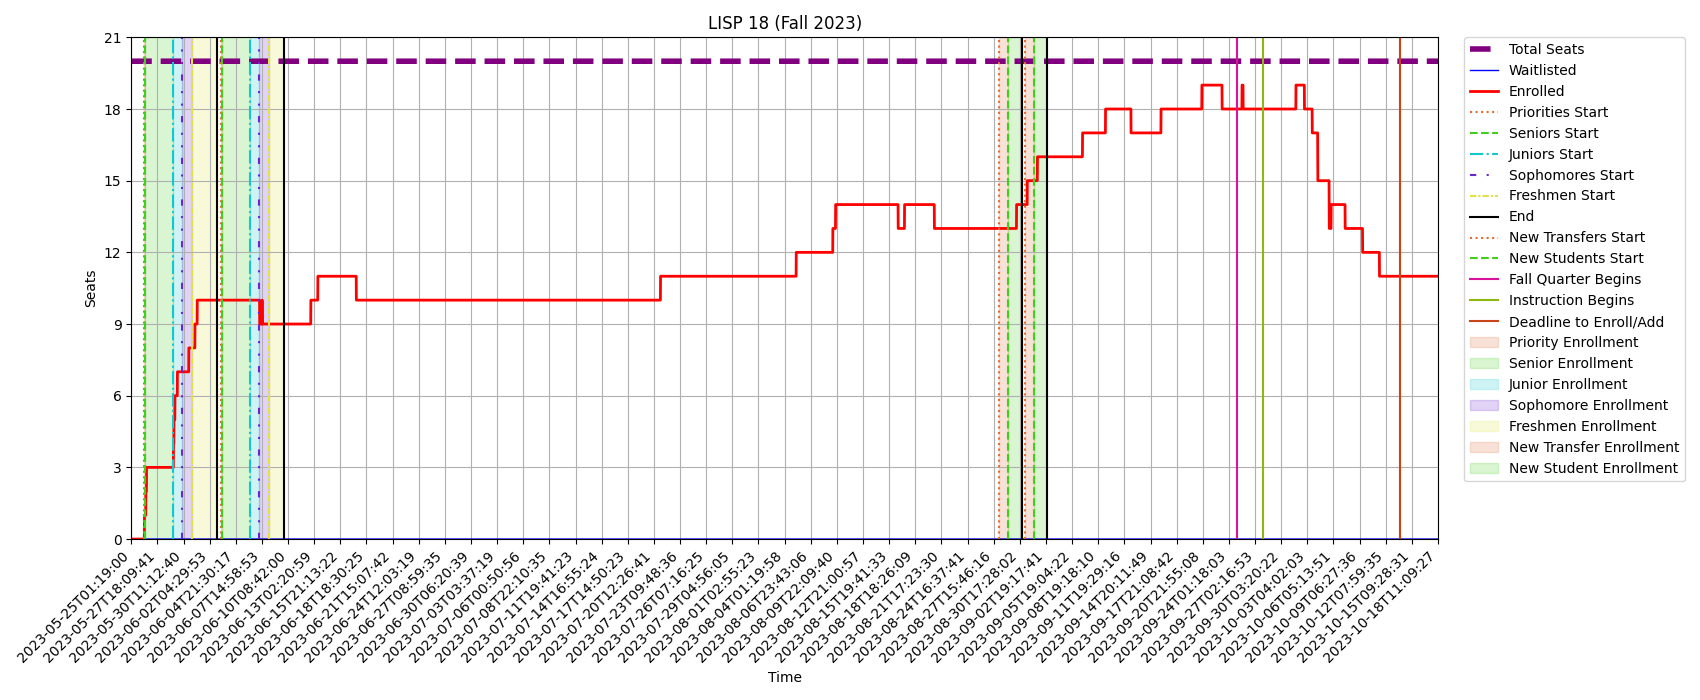 LISP 18 (Fall 2023)
21
18
15
12
9
6
3
0
Seats
2023-05-25T01:19:00
2023-05-27T18:09:41
2023-05-30T11:12:40
2023-06-02T04:29:53
2023-06-04T21:30:17
2023-06-07T14:58:53
2023-06-10T08:42:00
2023-06-13T02:20:59
2023-06-15T21:13:22
2023-06-18T18:30:25
2023-06-21T15:07:42
2023-06-24T12:03:19
2023-06-27T08:59:35
2023-06-30T06:20:39
2023-07-03T03:37:19
2023-07-06T00:50:56
2023-07-08T22:10:35
2023-07-11T19:41:23
2023-07-14T16:55:24
2023-07-17T14:50:23
2023-07-20T12:26:41
2023-07-23T09:48:36
2023-07-26T07:16:25
2023-07-29T04:56:05
2023-08-01T02:55:23
2023-08-04T01:19:58
2023-08-06T23:43:06
2023-08-09T22:09:40
2023-08-12T21:00:57
2023-08-15T19:41:33
2023-08-18T18:26:09
2023-08-21T17:23:30
2023-08-24T16:37:41
2023-08-27T15:46:16
2023-08-30T17:28:02
2023-09-02T19:17:41
2023-09-05T19:04:22
2023-09-08T19:18:10
2023-09-11T19:29:16
2023-09-14T20:11:49
2023-09-17T21:08:42
2023-09-20T21:55:08
2023-09-24T01:18:03
2023-09-27T02:16:53
2023-09-30T03:20:22
2023-10-03T04:02:03
2023-10-06T05:13:51
2023-10-09T06:27:36
2023-10-12T07:59:35
2023-10-15T09:28:31
2023-10-18T11:09:27
Time
Total Seats
Waitlisted
Enrolled
Priorities Start
Seniors Start
Juniors Start
Sophomores Start
Freshmen Start
End
New Transfers Start
New Students Start
Fall Quarter Begins
Instruction Begins
Deadline to Enroll/Add
Priority Enrollment
Senior Enrollment
Junior Enrollment
Sophomore Enrollment
Freshmen Enrollment
New Transfer Enrollment
New Student Enrollment